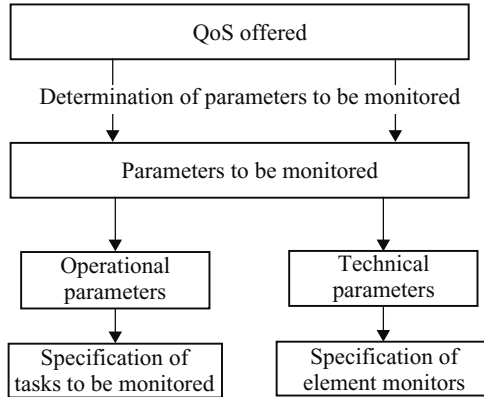 QoS offered
Determination of parameters to be monitored
Parameters to be monitored
Operational
parameters
Technical
parameters
Specification of
tasks to be monitored
Specification of
element monitors